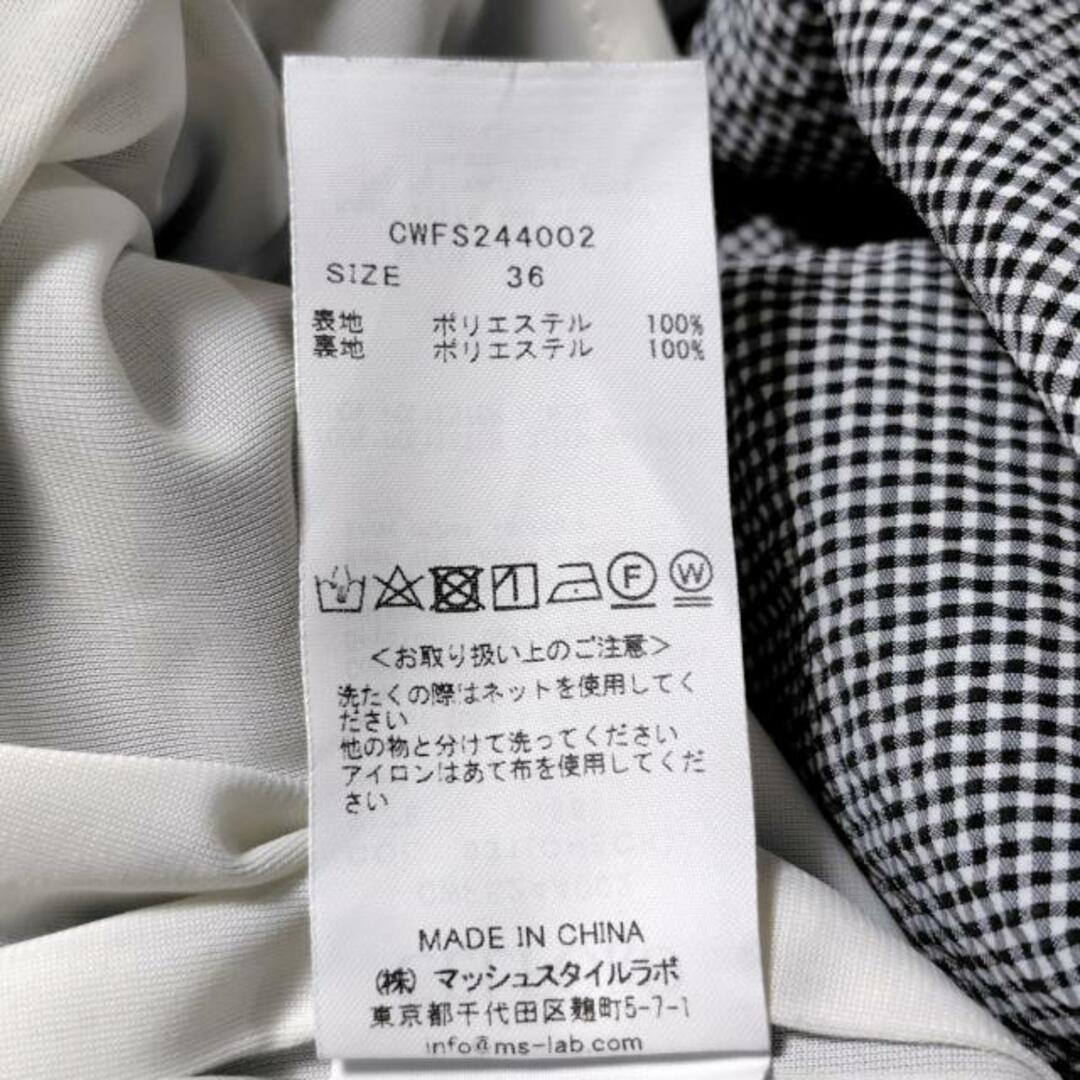 CWFS244002
SIZE 36
表地 ポリエステル 100%
裏地 ポリエステル 100%
F W
<お取り扱い上のご注意>
洗たくの際はネットを使用してく
ださい
他の物と分けて洗ってください
アイロンはあて布を使用してくだ
さい
MADE IN CHINA
(株) マッシュスタイルラボ
東京都千代田区麹町5-7-1
info@ms-lab.com